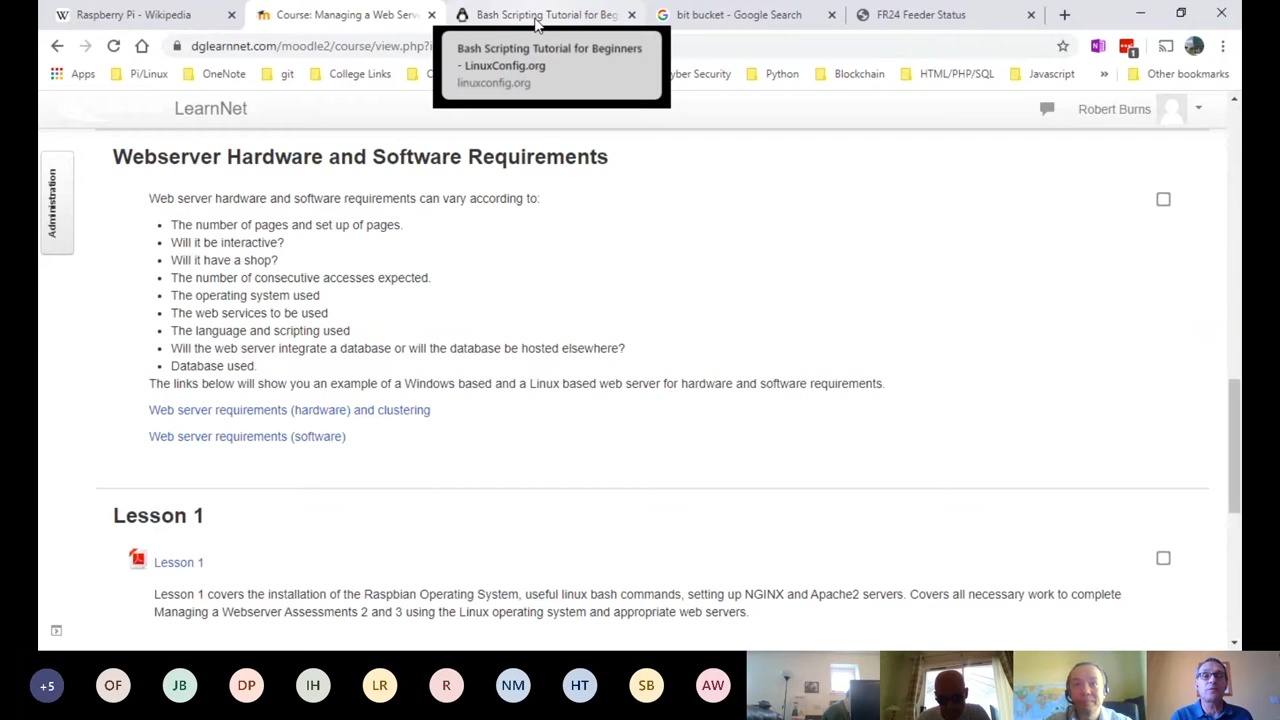 Raspberry Pi - Wikipedia
Course: Managing a Web Serv
Bash Scripting Tutorial for Beg
bit bucket - Google Search
FR24 Feeder Status
dglearnnet.com/moodle2/course/view.php?i
Bash Scripting Tutorial for Beginners
- LinuxConfig.org
linuxconfig.org
Apps
Pi/Linux
OneNote
git
College Links
yber Security
Python
Blockchain
HTML/PHP/SQL
Javascript
»
Other bookmarks
LearnNet
Robert Burns
Administration
Webserver Hardware and Software Requirements
Web server hardware and software requirements can vary according to:
• The number of pages and set up of pages.
• Will it be interactive?
• Will it have a shop?
• The number of consecutive accesses expected.
• The operating system used
• The web services to be used
• The language and scripting used
• Will the web server integrate a database or will the database be hosted elsewhere?
• Database used.
The links below will show you an example of a Windows based and a Linux based web server for hardware and software requirements.
Web server requirements (hardware) and clustering
Web server requirements (software)
Lesson 1
Lesson 1
Lesson 1 covers the installation of the Raspbian Operating System, useful linux bash commands, setting up NGINX and Apache2 servers. Covers all necessary work to complete
Managing a Webserver Assessments 2 and 3 using the Linux operating system and appropriate web servers.
+5
OF
JB
DP
IH
LR
R
NM
HT
SB
AW